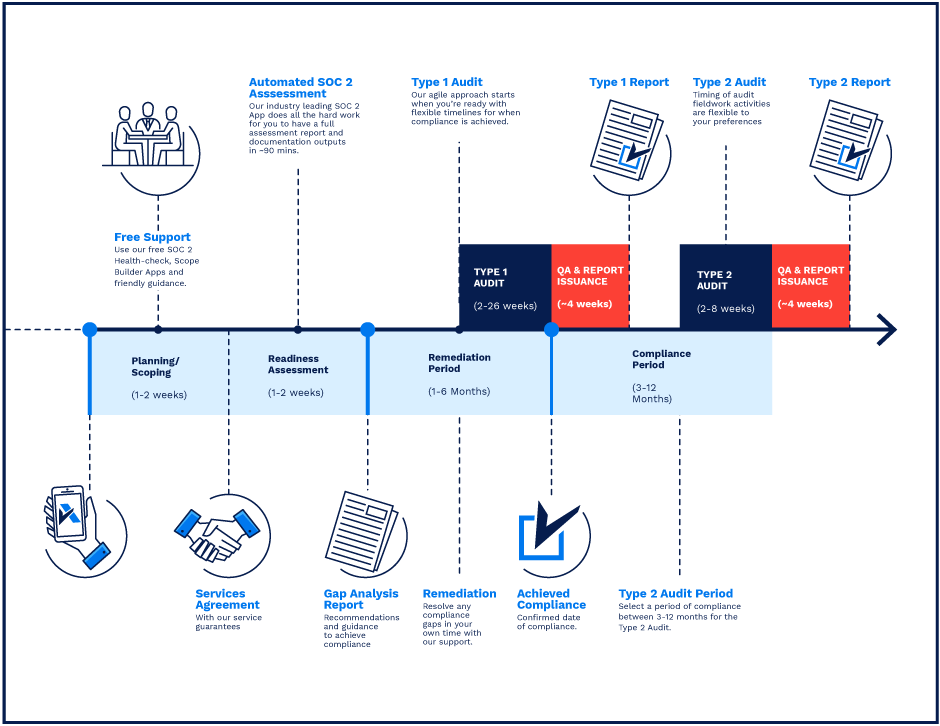 Automated SOC 2
Asssessment
Our industry leading SOC 2
App does all the hard work
for you to have a full
assessment report and
documentation outputs
in ~90 mins.
Type 1 Audit
Our agile approach starts
when you're ready with
flexible timelines for when
compliance is achieved.
Type 1 Report
Type 2 Audit
Timing of audit
fieldwork activities
are flexible to
your preferences
Type 2 Report
Free Support
Use our free SOC 2
Health-check, Scope
Builder Apps and
friendly guidance.
TYPE 1
AUDIT
(2-26 weeks)
QA & REPORT
ISSUANCE
(~4 weeks)
TYPE 2
AUDIT
(2-8 weeks)
QA & REPORT
ISSUANCE
(~4 weeks)
Planning/
Scoping
(1-2 weeks)
Readiness
Assessment
(1-2 weeks)
Remediation
Period
(1-6 Months)
Compliance
Period
(3-12
Months)
Services
Agreement
With our service
guarantees
Gap Analysis
Report
Recommendations
and guidance
to achieve
compliance
Remediation
Resolve any
compliance
gaps in your
own time with
our support.
Achieved
Compliance
Confirmed date
of compliance.
Type 2 Audit Period
Select a period of compliance
between 3-12 months for the
Type 2 Audit.